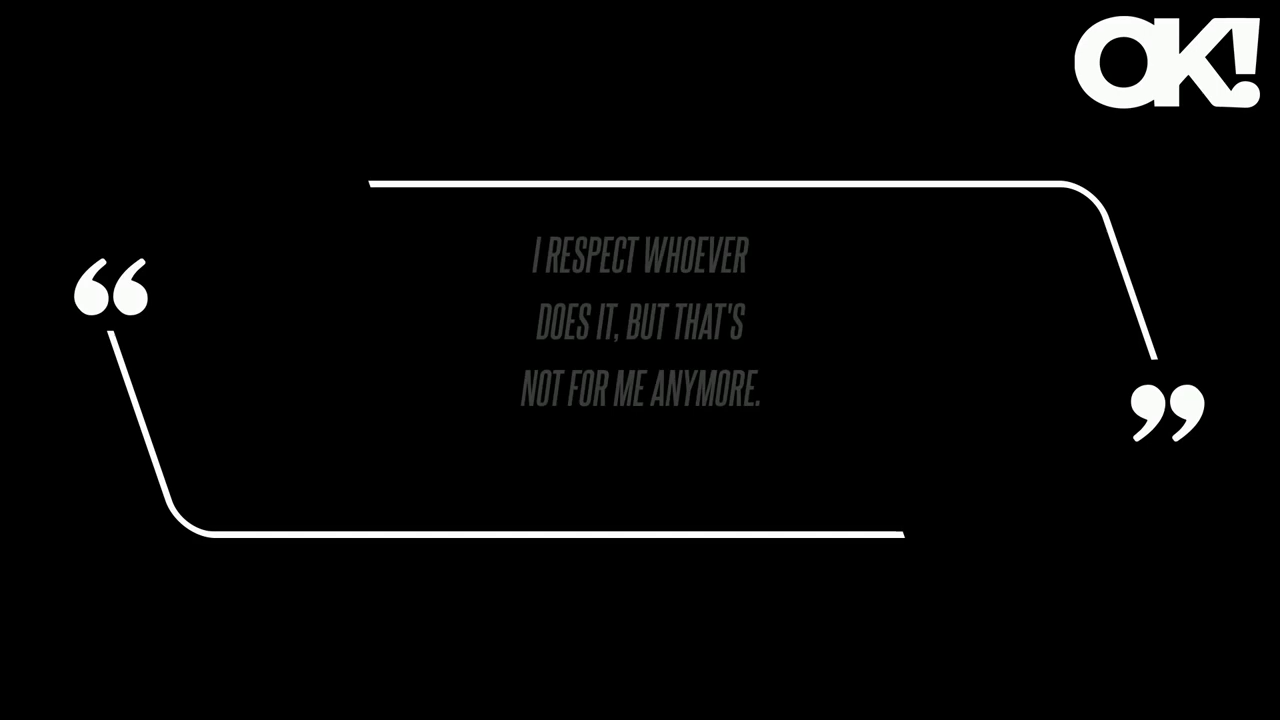 OK!
I RESPECT WHOEVER
DOES IT, BUT THAT'S
NOT FOR ME ANYMORE.